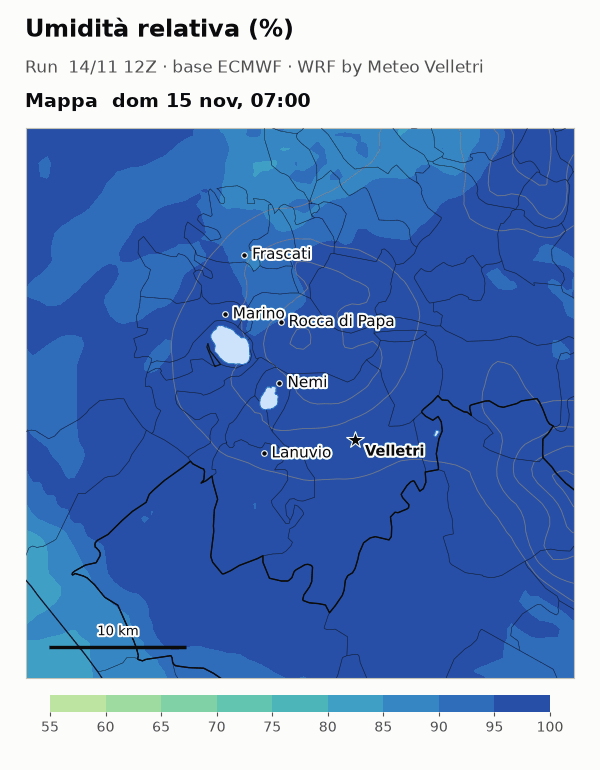 Umidità relativa (%)
Run  14/11 12Z · base ECMWF · WRF by Meteo Velletri
Mappa  dom 15 nov, 07:00
Frascati
Marino
Rocca di Papa
Nemi
Velletri
Lanuvio
10 km
55 60 65 70 75 80 85 90 95 100